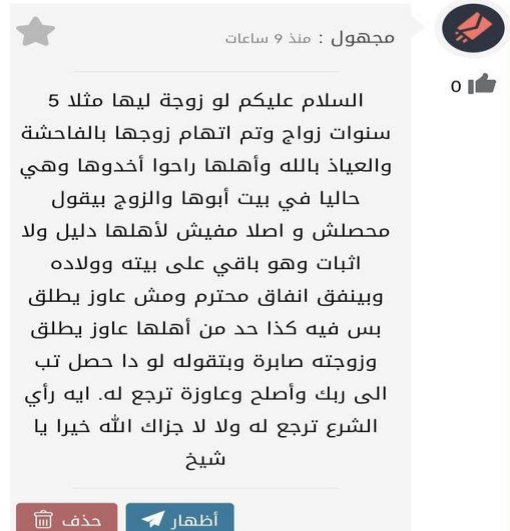 مجهول : منذ 9 ساعات
0
السلام عليكم لو زوجة ليها مثلا 5
سنوات زواج وتم اتهام زوجها بالفاحشة
والعياذ بالله وأهلها راحوا أخدوها وهي
حاليا في بيت أبوها والزوج بيقول
محصلش و اصلا مفيش لأهلها دليل ولا
اثبات وهو باقي على بيته وولاده
وبينفق انفاق محترم ومش عاوز يطلق
بس فيه كذا حد من أهلها عاوز يطلق
وزوجته صابرة وبتقوله لو دا حصل تب
الى ربك وأصلح وعاوزة ترجع له. ايه رأي
الشرع ترجع له ولا لا جزاك الله خيرا يا
شيخ
أظهار
حذف